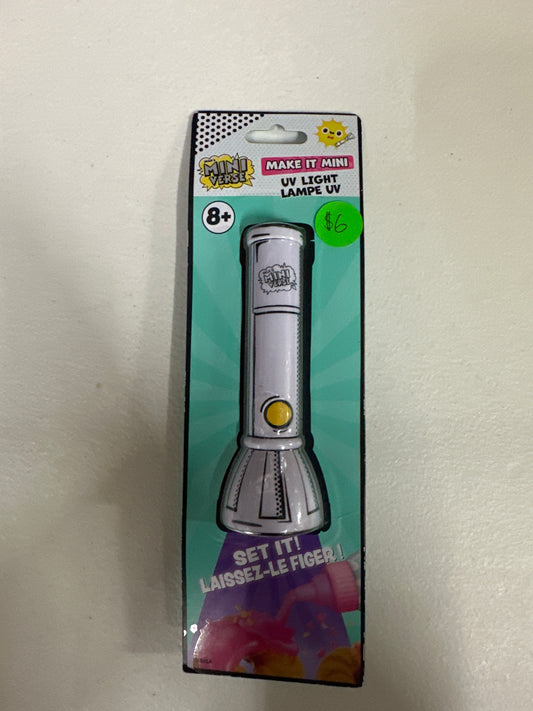 MINI
VERSE
MAKE IT MINI
UV LIGHT
LAMPE UV
8+
$6
MINI
VERSE
SET IT!
LAISSEZ-LE FIGER!